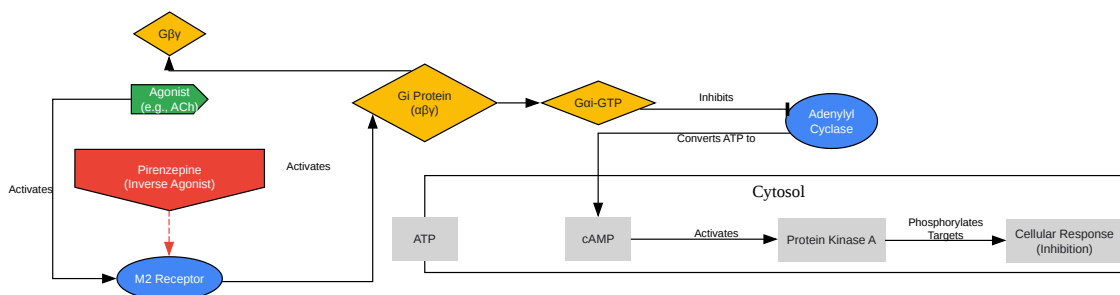 Gβγ
Agonist
(e.g., ACh)
Gi Protein
(αβγ)
Gαi-GTP
Inhibits
Adenylyl
Cyclase
Converts ATP to
Pirenzepine
(Inverse Agonist)
Activates
Activates
Cytosol
ATP
cAMP
Activates
Protein Kinase A
Phosphorylates
Targets
Cellular Response
(Inhibition)
M2 Receptor